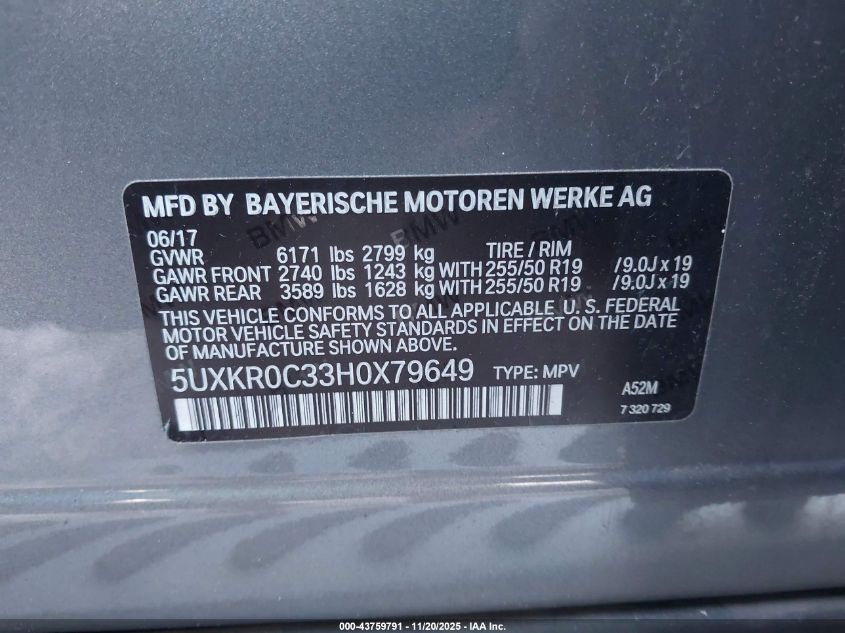 MFD BY BAYERISCHE MOTOREN WERKE AG
06/17
GVWR 6171 lbs 2799 kg TIRE / RIM
GAWR FRONT 2740 lbs 1243 kg WITH 255/50 R19 /9.0J x 19
GAWR REAR 3589 lbs 1628 kg WITH 255/50 R19 /9.0J x 19
THIS VEHICLE CONFORMS TO ALL APPLICABLE U. S. FEDERAL
MOTOR VEHICLE SAFETY STANDARDS IN EFFECT ON THE DATE
OF MANUFACTURE SHOWN ABOVE.
5UXKR0C33H0X79649 TYPE: MPV
A52M
7 320 729
000-43759791 - 11/20/2025 - IAA Inc.